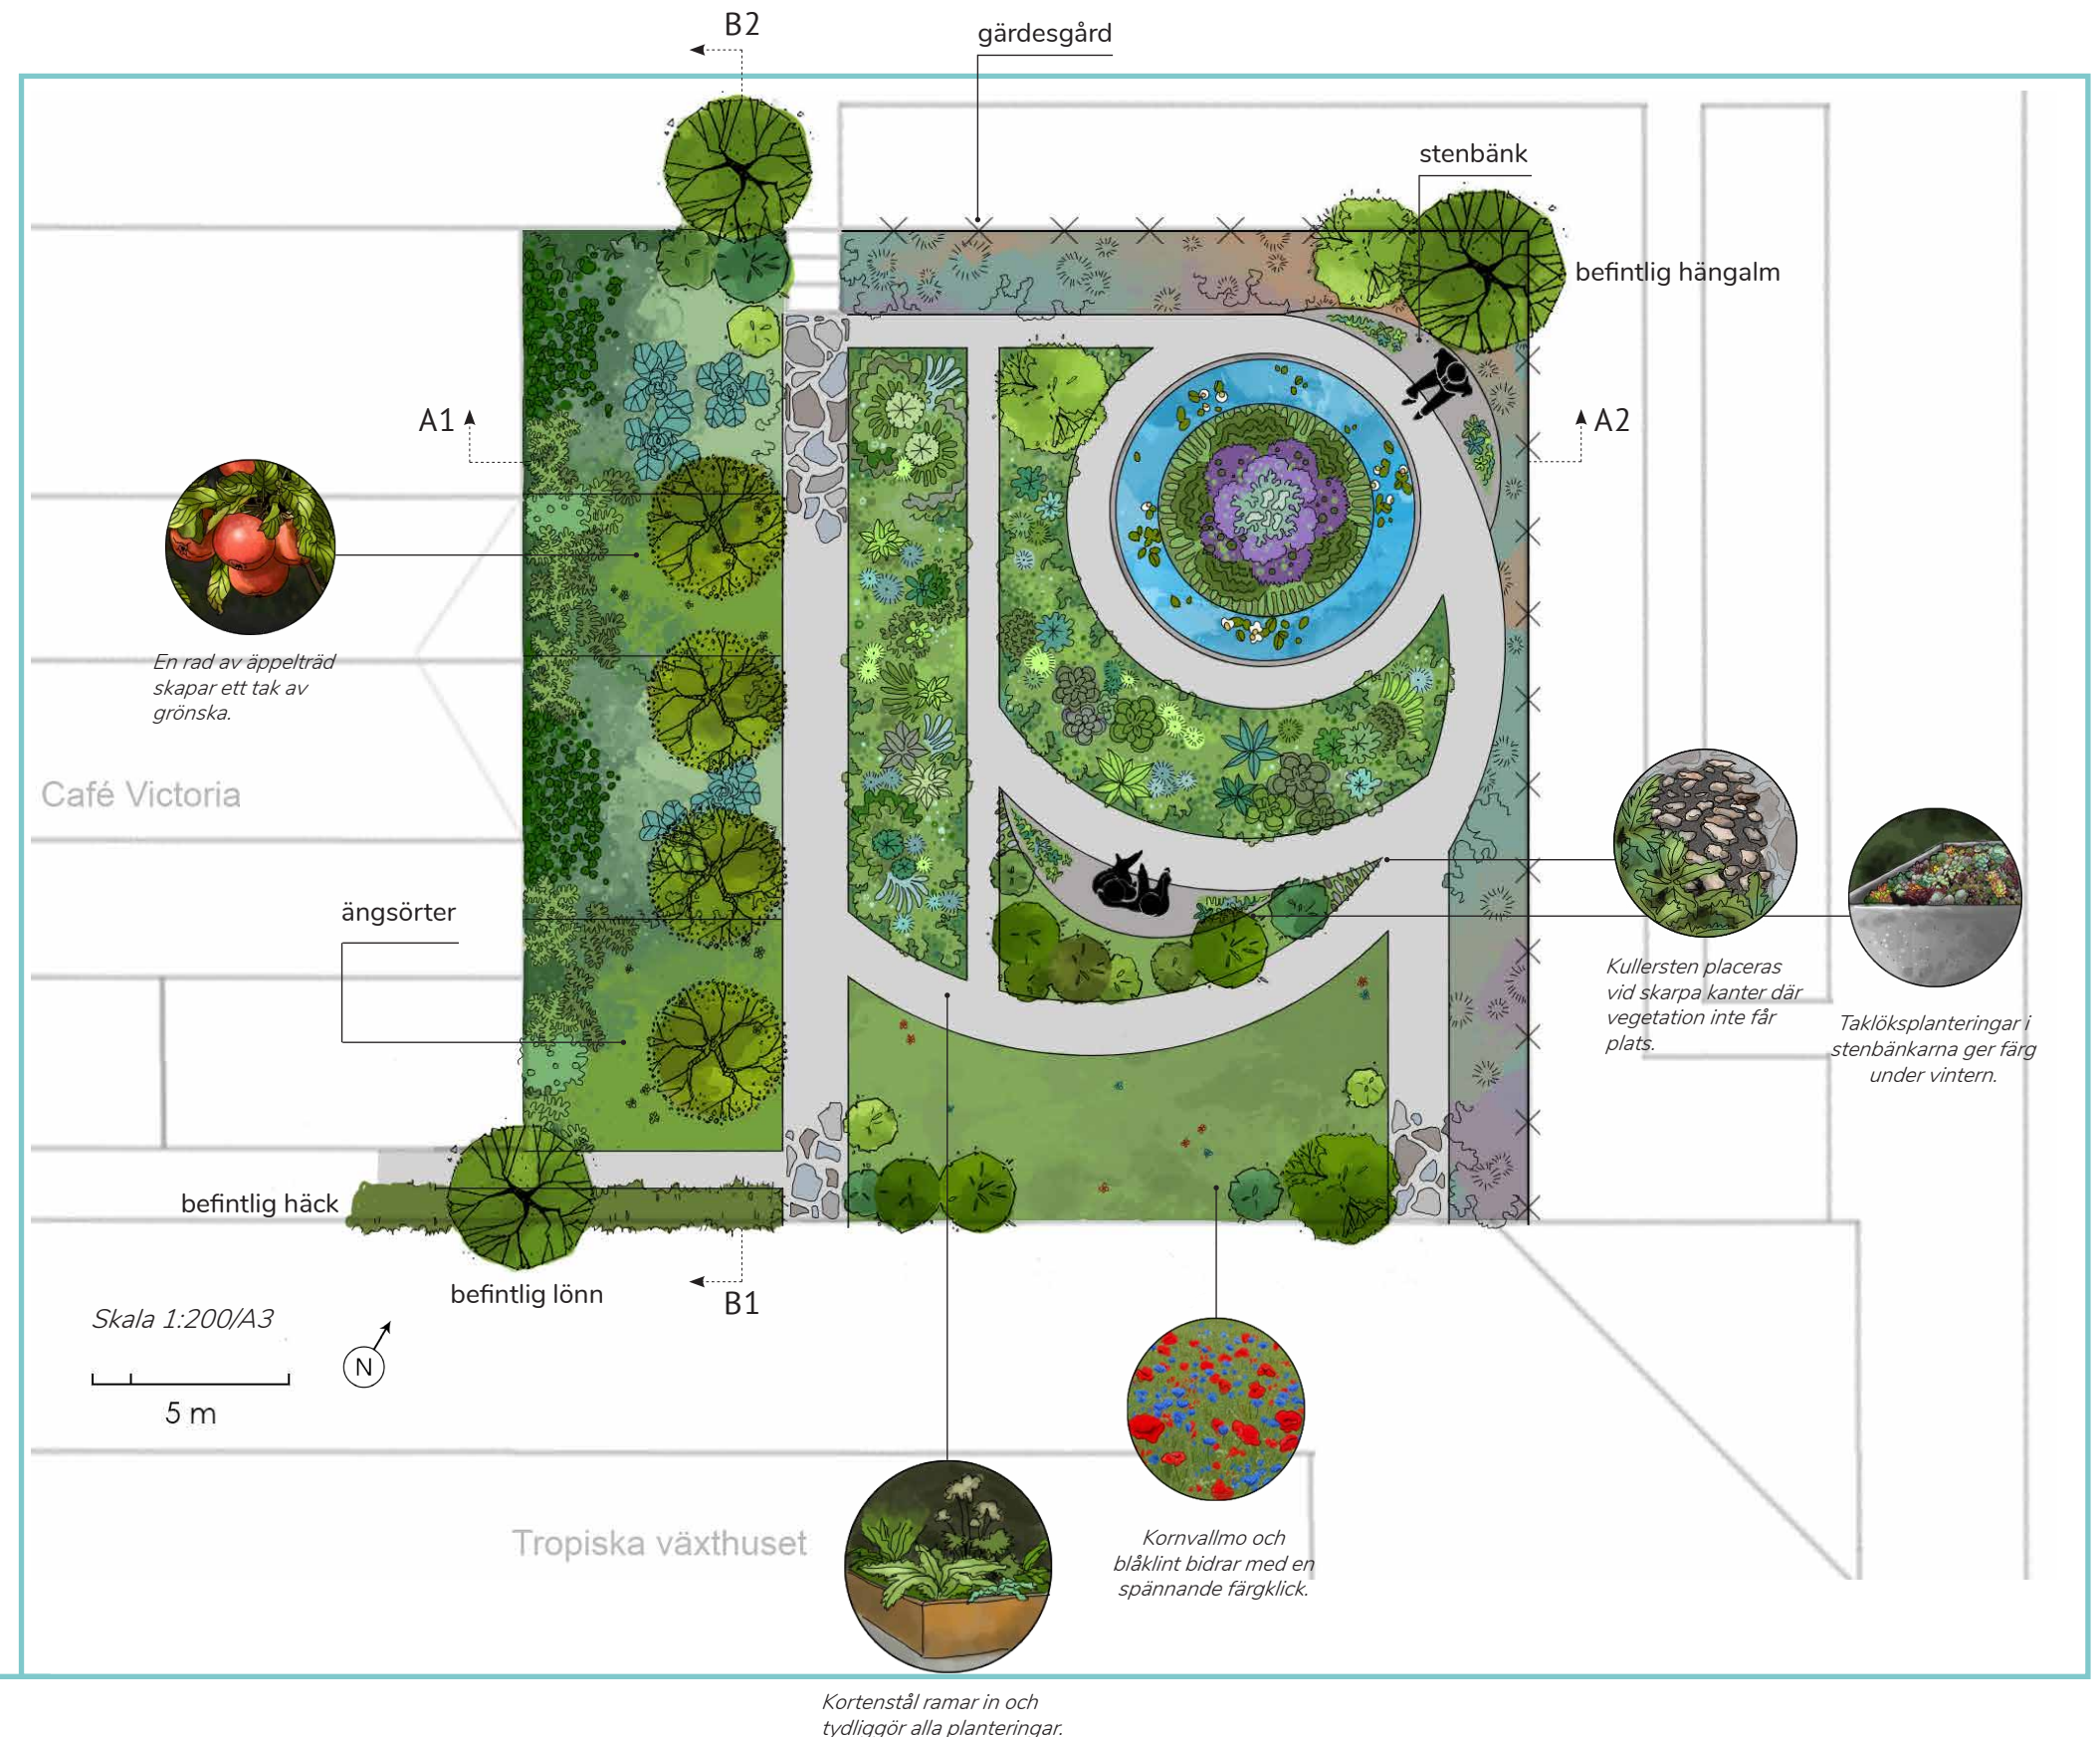 B2
gärdesgård
stenbänk
befintlig hängalm
A1
A2
En rad av äppelträd
skapar ett tak av
grönska.
Café Victoria
ängsörter
Kullersten placeras
vid skarpa kanter där
vegetation inte får
plats.
Taklöksplanteringar i
stenbänkarna ger färg
under vintern.
befintlig häck
befintlig lönn
B1
Skala 1:200/A3
N
5 m
Tropiska växthuset
Kornvallmo och
blåklint bidrar med en
spännande färgklick.
Kortenstål ramar in och
tydliggör alla planteringar.